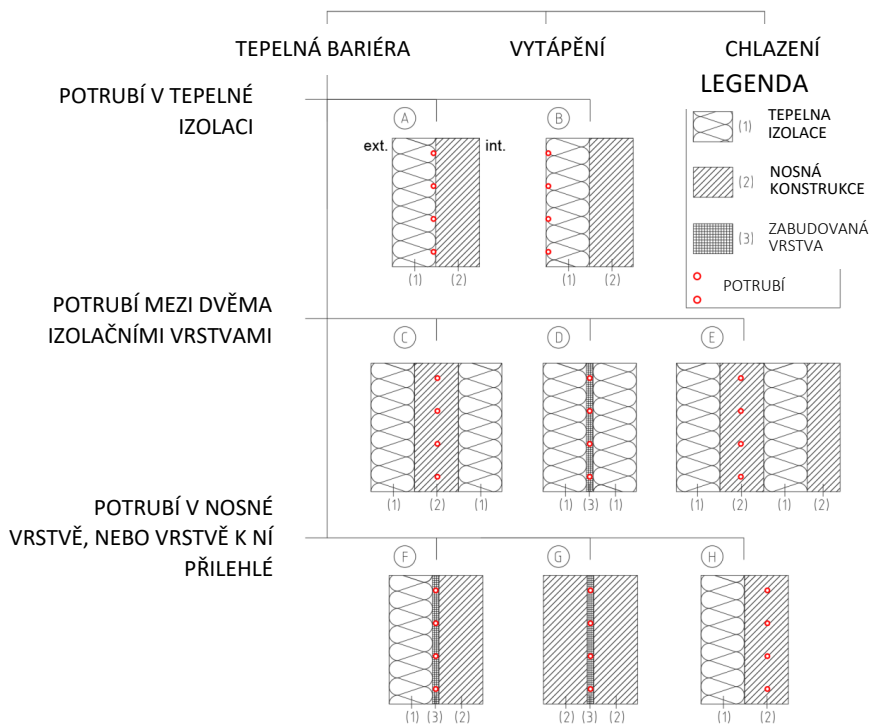 TEPELNÁ BARIÉRA
VYTÁPĚNÍ
CHLAZENÍ
LEGENDA
(1) TEPELNA
IZOLACE
(2) NOSNÁ
KONSTRUKCE
(3) ZABUDOVANÁ
VRSTVA
POTRUBÍ
POTRUBÍ V TEPELNÉ
IZOLACI
A
B
ext.
int.
(1) (2)
(1) (2)
POTRUBÍ MEZI DVĚMA
IZOLAČNÍMI VRSTVAMI
C
D
E
(1) (2) (1)
(1) (3) (1)
(1) (2) (1) (2)
POTRUBÍ V NOSNÉ
VRSTVĚ, NEBO VRSTVĚ K NÍ
PŘILEHLÉ
F
G
H
(1) (3) (2)
(2) (3) (2)
(1) (2)